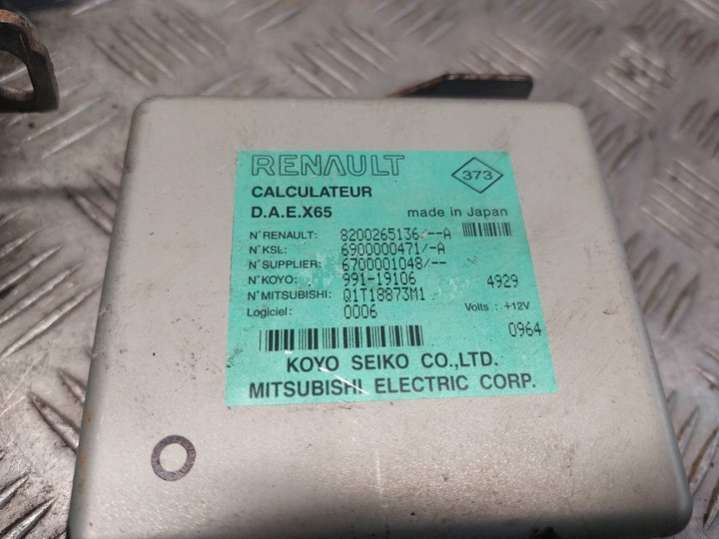 RENAULT
373
CALCULATEUR
D.A.E.X65 made in Japan
N°RENAULT: 8200265136/--A
N°KSL: 6900000471/-A
N°SUPPLIER: 6700001048/--
N°KOYO: 991-19106 4929
N°MITSUBISHI: Q1T18873M1
Logiciel: 0006 Volts : +12V
0964
KOYO SEIKO CO.,LTD.
MITSUBISHI ELECTRIC CORP.